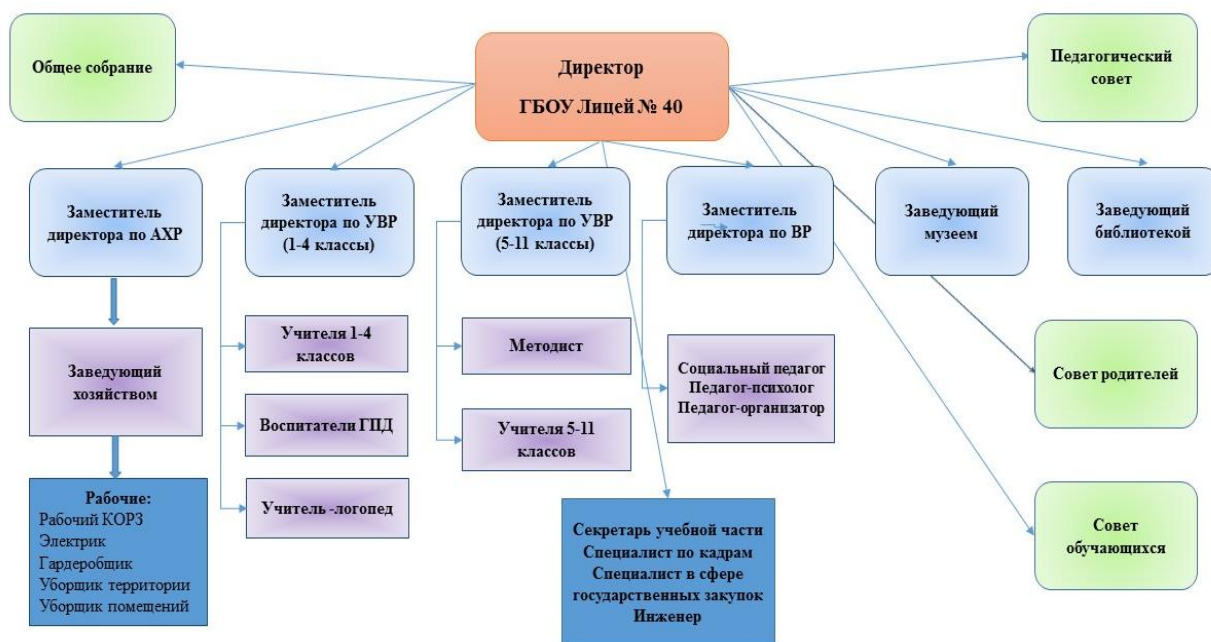 Общее собрание
Директор
ГБОУ Лицей № 40
Педагогический
совет
Заместитель
директора по АХР
Заместитель
директора по УВР
(1-4 классы)
Заместитель
директора по УВР
(5-11 классы)
Заместитель
директора по ВР
Заведующий
музеем
Заведующий
библиотекой
Заведующий
хозяйством
Учителя 1-4
классов
Методист
Социальный педагог
Педагог-психолог
Педагог-организатор
Совет родителей
Воспитатели ГПД
Учителя 5-11
классов
Учитель -логопед
Рабочие:
Рабочий КОРЗ
Электрик
Гардеробщик
Уборщик территории
Уборщик помещений
Секретарь учебной части
Специалист по кадрам
Специалист в сфере
государственных закупок
Инженер
Совет
обучающихся